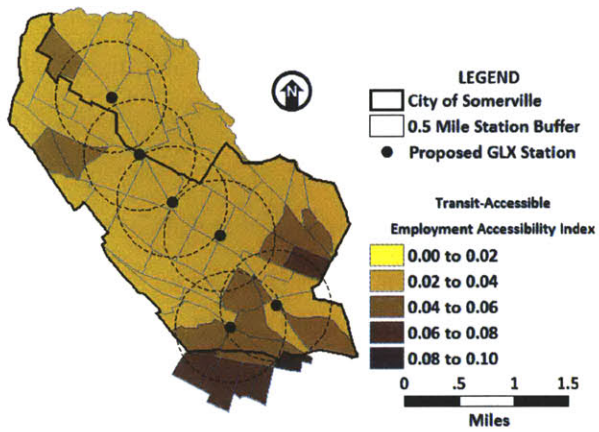 N
LEGEND
City of Somerville
0.5 Mile Station Buffer
Proposed GLX Station
Transit-Accessible
Employment Accessibility Index
0.00 to 0.02
0.02 to 0.04
0.04 to 0.06
0.06 to 0.08
0.08 to 0.10
0 .5 1 1.5
Miles